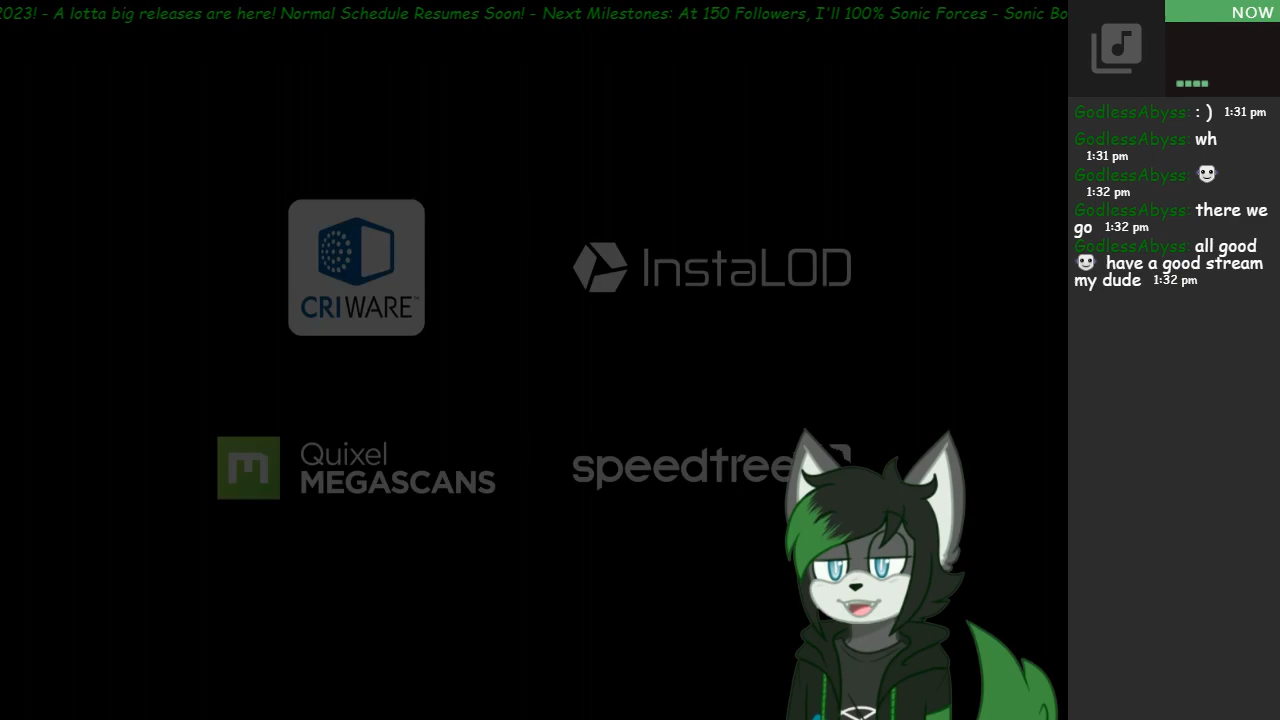 2023! - A lotta big releases are here! Normal Schedule Resumes Soon! - Next Milestones: At 150 Followers, I'll 100% Sonic Forces - Sonic Bo
NOW
GodlessAbyss: : ) 1:31 pm
GodlessAbyss: wh
1:31 pm
GodlessAbyss:
1:32 pm
GodlessAbyss: there we
go 1:32 pm
GodlessAbyss: all good
have a good stream
my dude 1:32 pm
CRIWARE™
InstaLOD
Quixel
MEGASCANS
speedtree